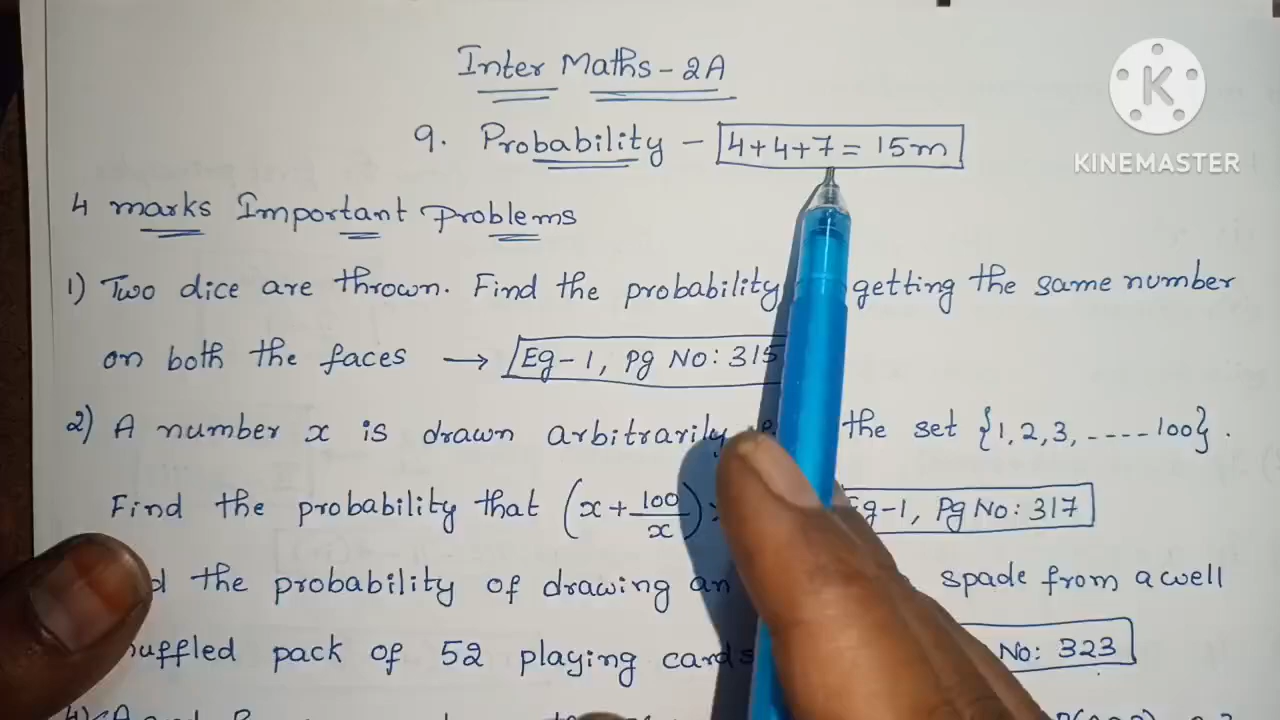 Inter Maths - 2A
9. Probability - 4+4+7 = 15m
KINEMASTER
4 marks Important Problems
1) Two dice are thrown. Find the probability getting the same number
on both the faces → Eg-1, pg No: 315
2) A number x is drawn arbitrarily the set {1, 2, 3, ----- 100}.
Find the probability that (x + 100/x) Eg-1, Pg No: 317
the probability of drawing an spade from a well
pack of 52 playing cards No: 323